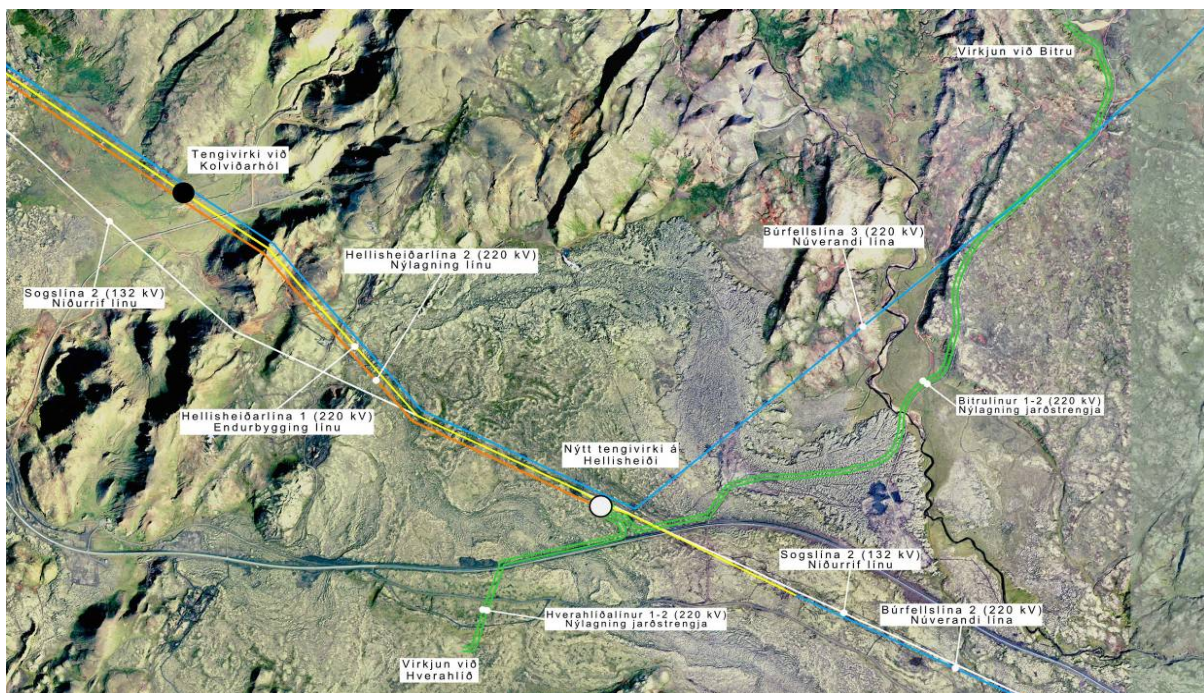 Virkjun við Bitru
Tengivirki við
Kolviðarhól
Búrfellslína 3 (220 kV)
Núverandi lína
Hellisheiðarlína 2 (220 kV)
Nýlagning línu
Sogslína 2 (132 kV)
Niðurrif línu
Bitrulínur 1-2 (220 kV)
Nýlagning jarðstrengja
Hellisheiðarlína 1 (220 kV)
Endurbygging línu
Nýtt tengivirki á
Hellisheiði
Sogslína 2 (132 kV)
Niðurrif línu
Búrfellslína 2 (220 kV)
Núverandi lína
Hverahlíðalínur 1-2 (220 kV)
Nýlagning jarðstrengja
Virkjun við
Hverahlíð